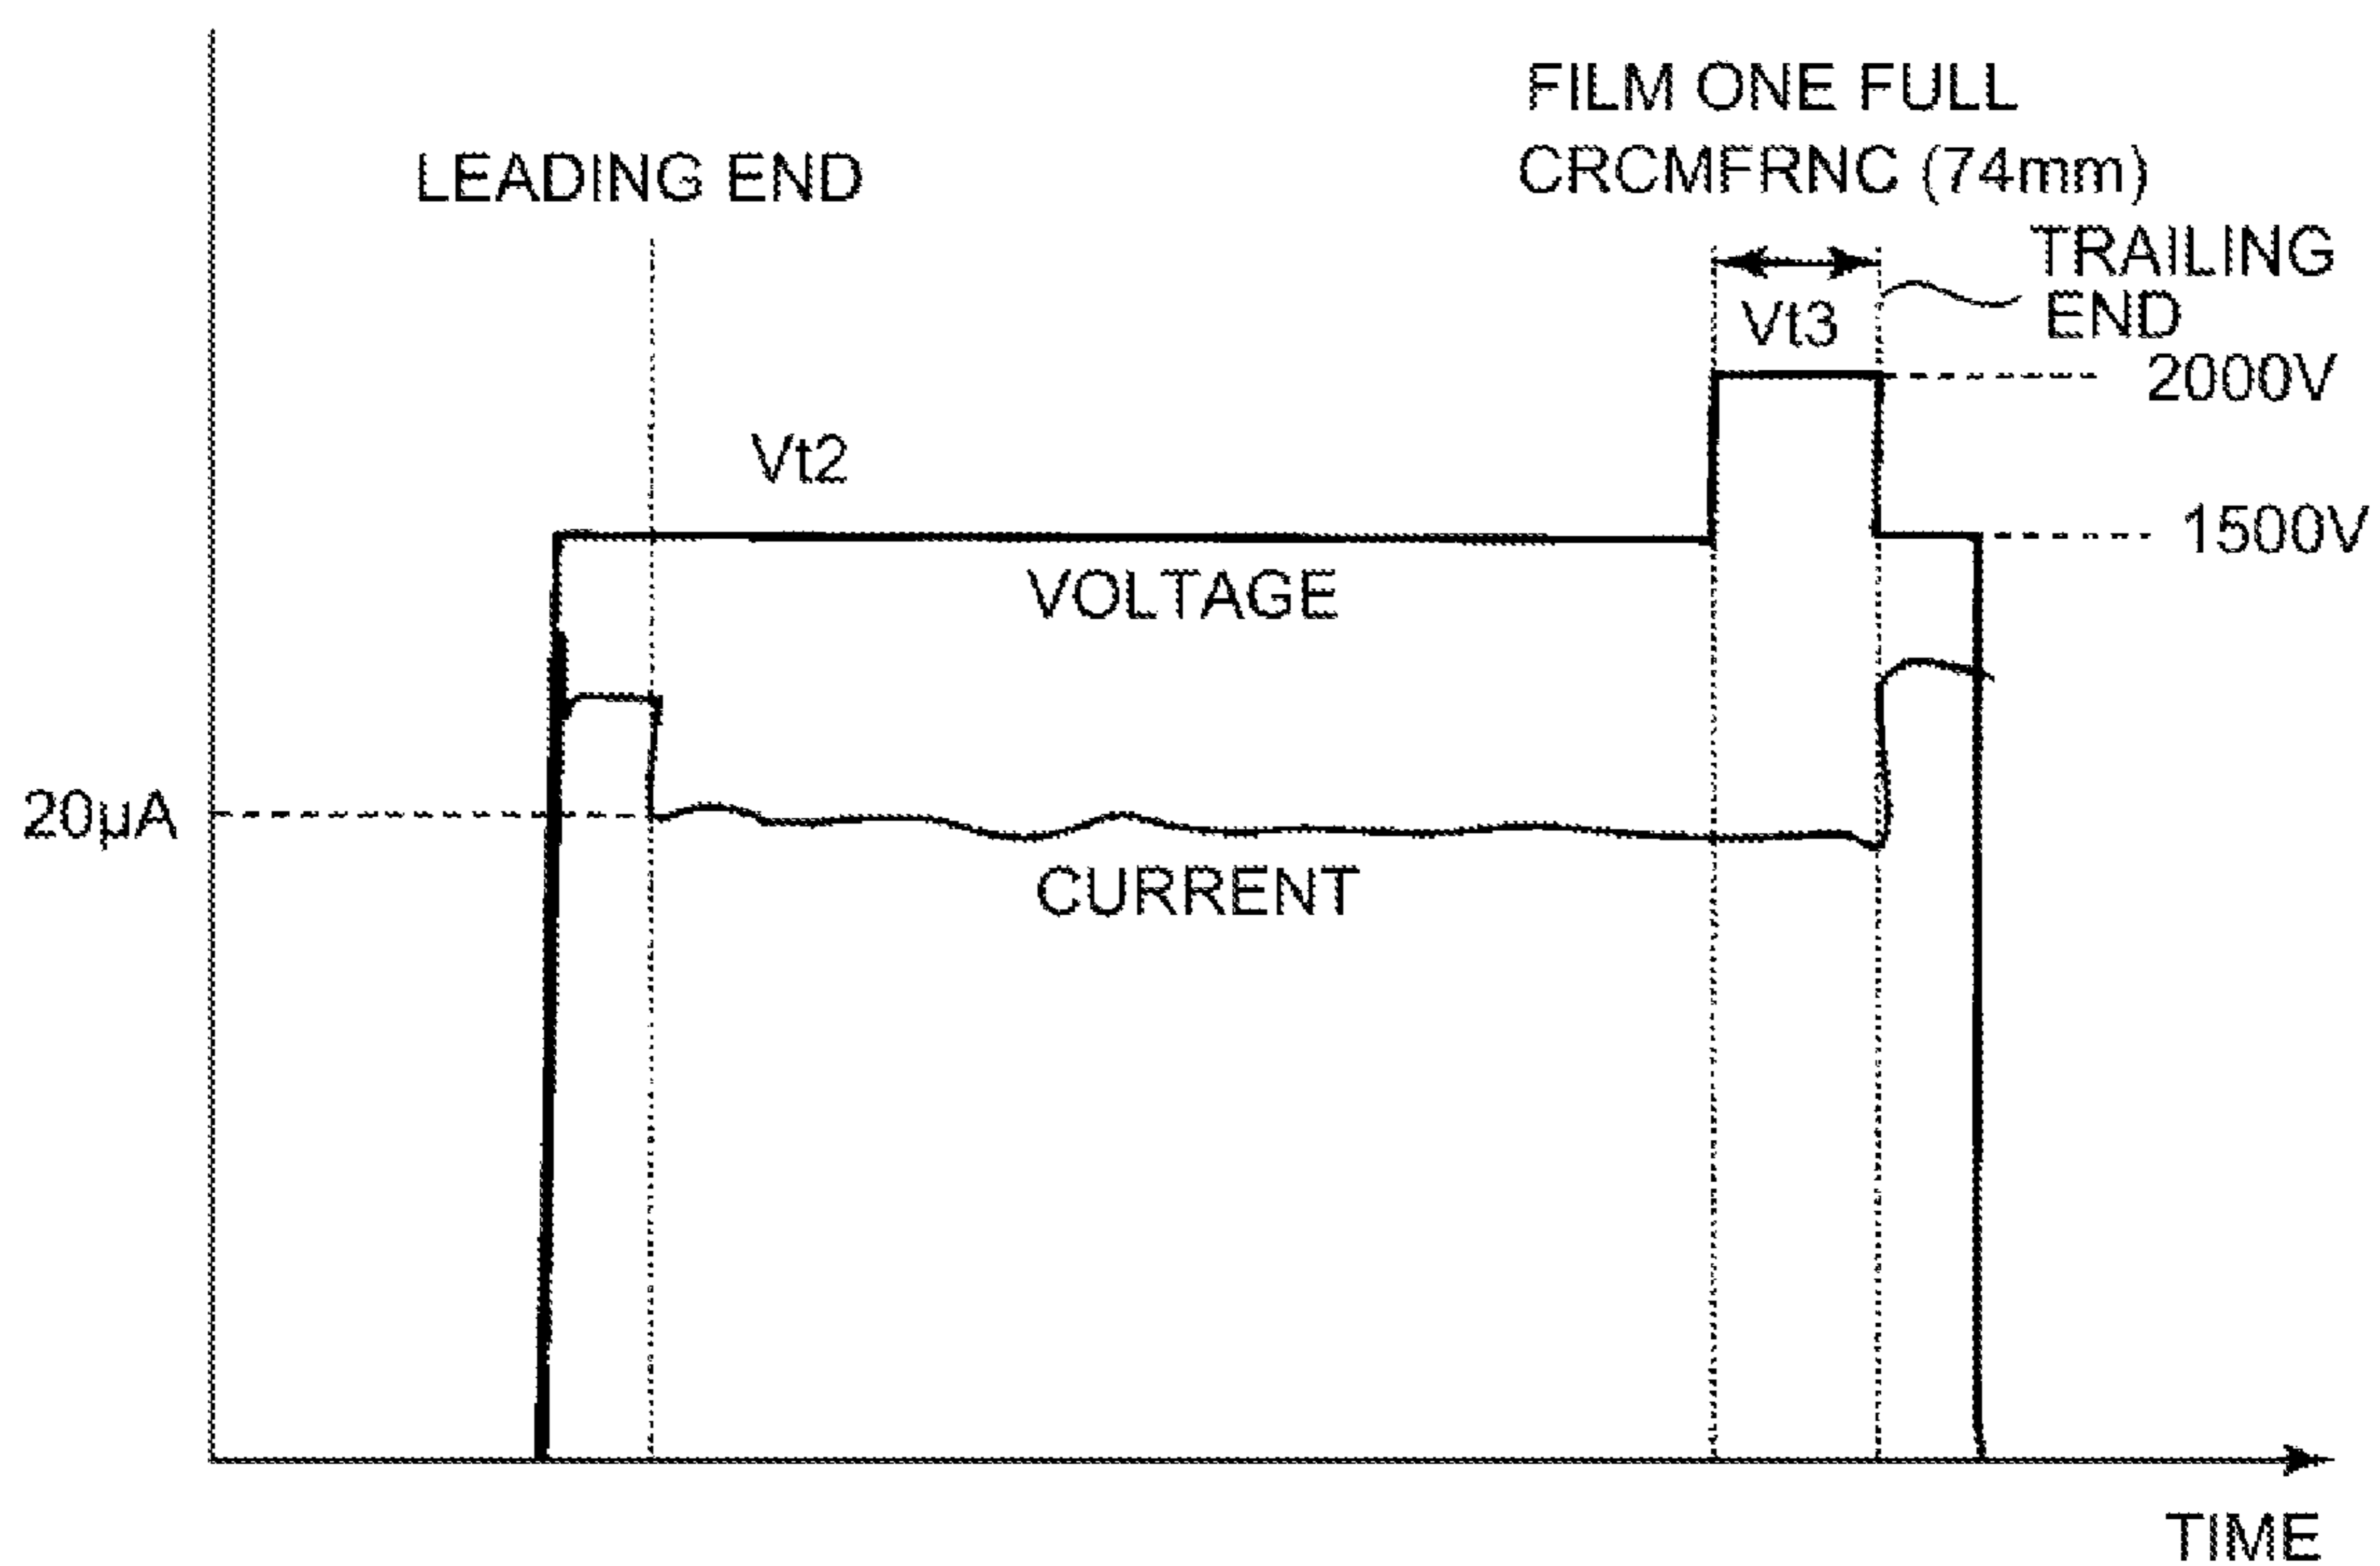 FILM ONE FULL
CRCMFRNC (74mm)
LEADING END
TRAILING
END
Vt3
2000V
Vt2
1500V
VOLTAGE
20µA
CURRENT
TIME